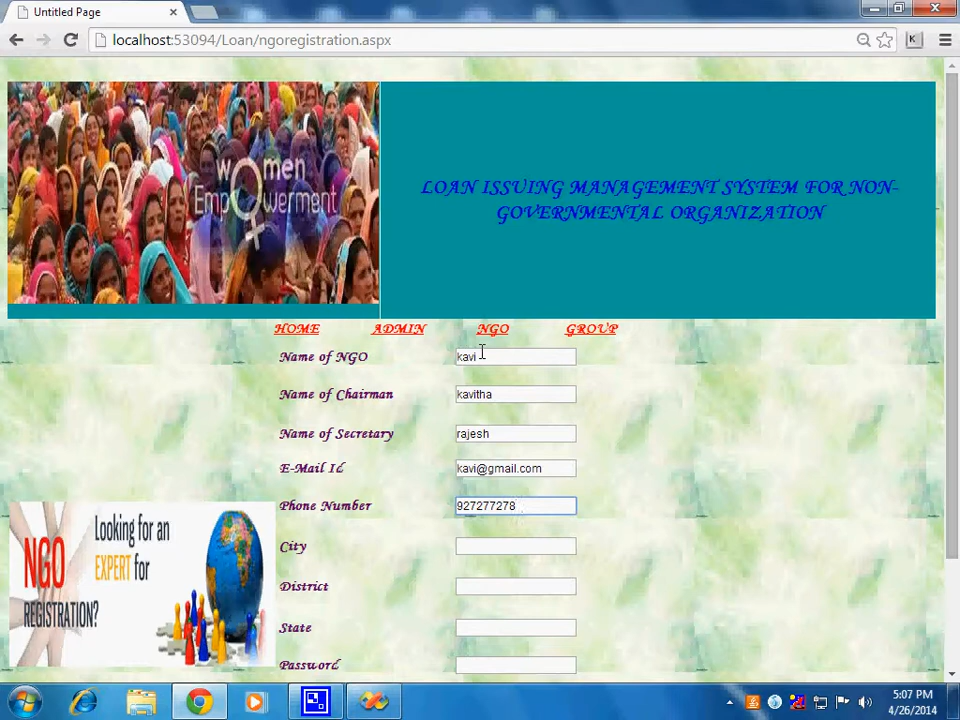 Untitled Page
localhost:53094/Loan/ngoregistration.aspx
women
Empowerment
LOAN ISSUING MANAGEMENT SYSTEM FOR NON-
GOVERNMENTAL ORGANIZATION
HOME ADMIN NGO GROUP
Name of NGO kavi
Name of Chairman kavitha
Name of Secretary rajesh
E-Mail Id kavi@gmail.com
Phone Number 927277278
City
District
State
Password
Looking for an
EXPERT for
NGO
REGISTRATION?
5:07 PM
4/26/2014